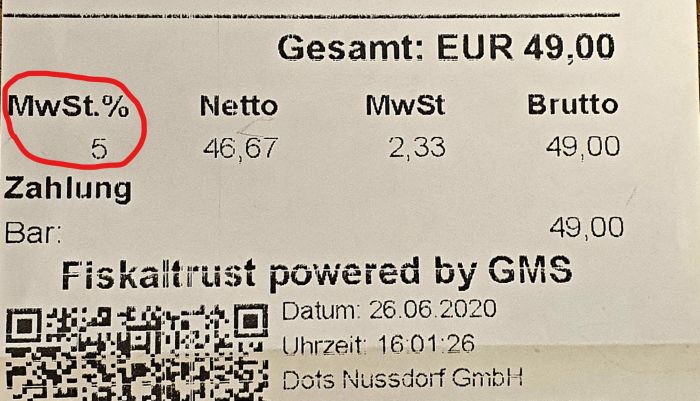 Gesamt: EUR 49,00
MwSt.% Netto MwSt Brutto
5 46,67 2,33 49,00
Zahlung
Bar: 49,00
Fiskaltrust powered by GMS
Datum: 26.06.2020
Uhrzeit: 16:01:26
Dots Nussdorf GmbH